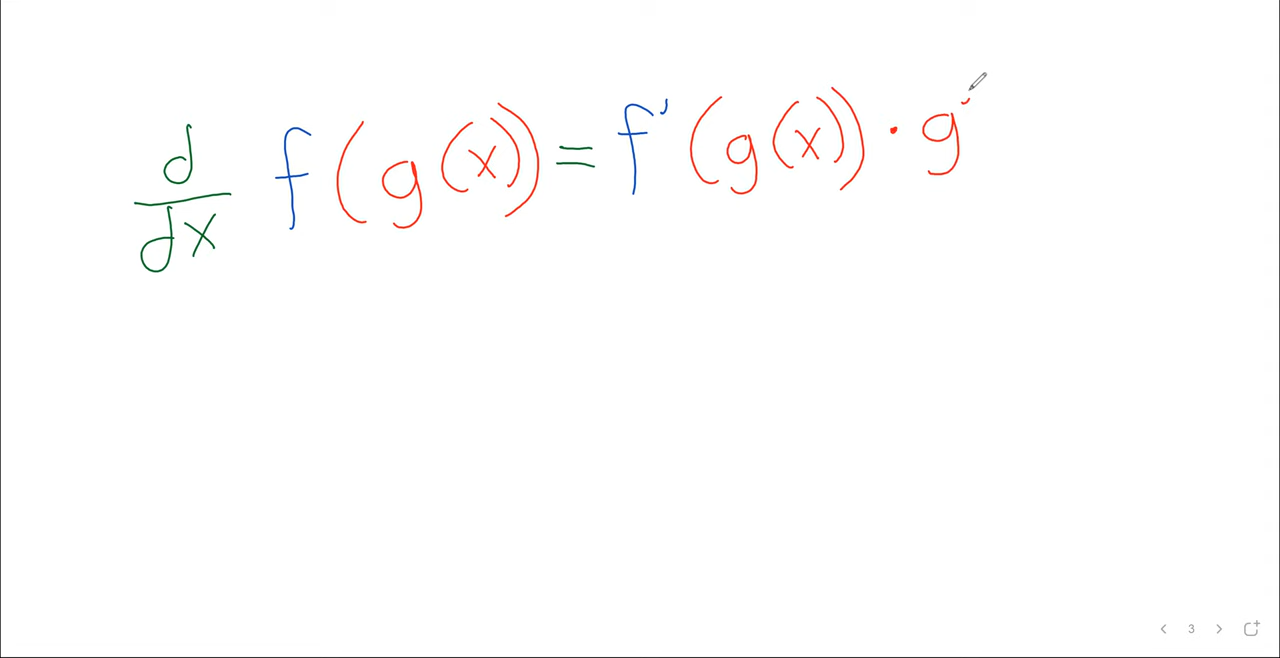 d/dx f(g(x)) = f'(g(x)) · g'
3